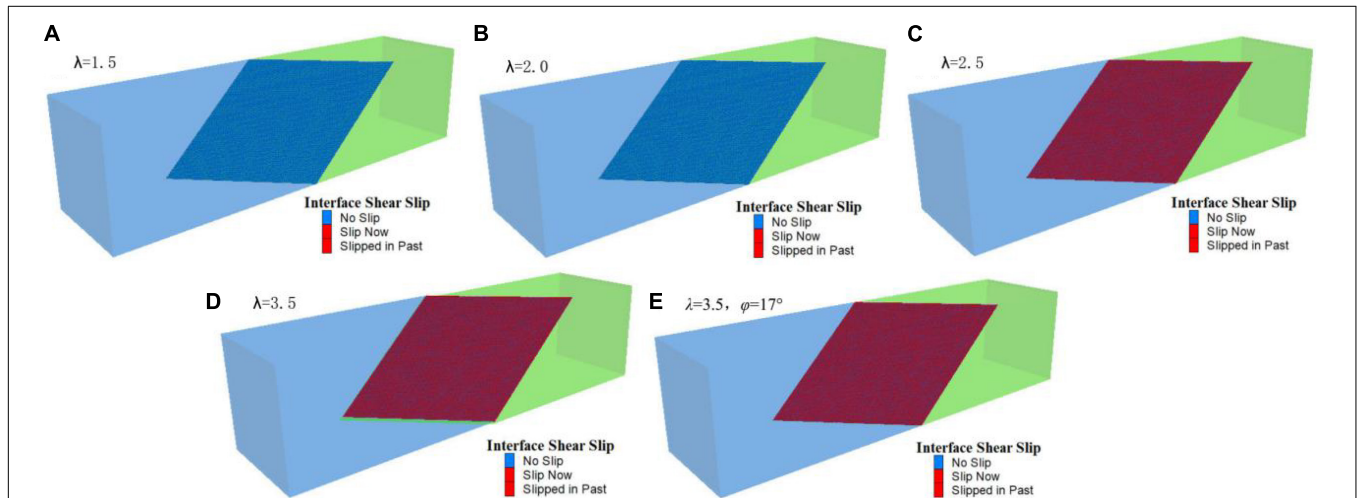 A
λ=1.5
Interface Shear Slip
No Slip
Slip Now
Slipped in Past
B
λ=2.0
Interface Shear Slip
No Slip
Slip Now
Slipped in Past
C
λ=2.5
Interface Shear Slip
No Slip
Slip Now
Slipped in Past
D
λ=3.5
Interface Shear Slip
No Slip
Slip Now
Slipped in Past
E
λ=3.5, φ=17°
Interface Shear Slip
No Slip
Slip Now
Slipped in Past